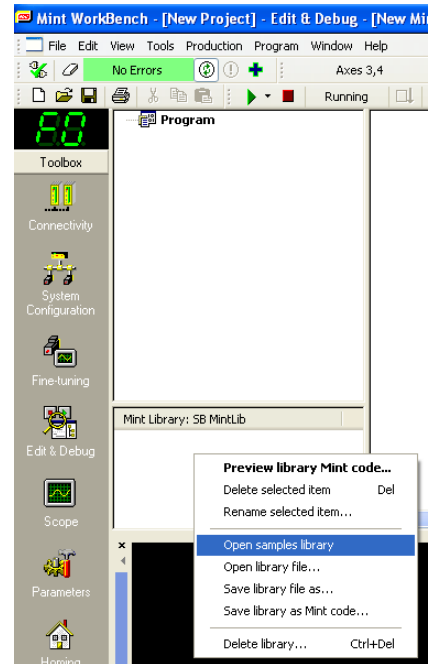 Mint WorkBench - [New Project] - Edit & Debug - [New Mi
File Edit View Tools Production Program Window Help
No Errors Axes 3,4
Running
Program
Toolbox
Connectivity
System
Configuration
Fine-tuning
Mint Library: SB MintLib
Edit & Debug
Preview library Mint code...
Delete selected item Del
Rename selected item...
Scope
Open samples library
Open library file...
Parameters
Save library file as...
Save library as Mint code...
Delete library... Ctrl+Del
Homing